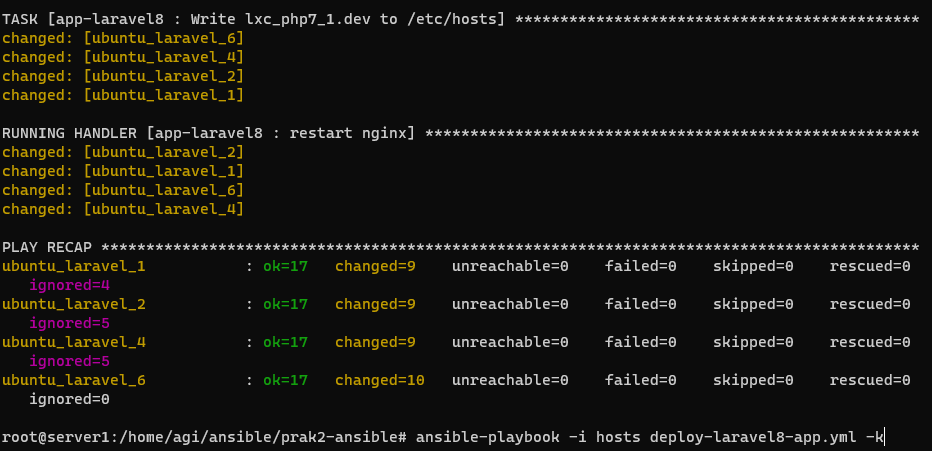 TASK [app-laravel8 : Write lxc_php7_1.dev to /etc/hosts] *********************************************
changed: [ubuntu_laravel_6]
changed: [ubuntu_laravel_4]
changed: [ubuntu_laravel_2]
changed: [ubuntu_laravel_1]
RUNNING HANDLER [app-laravel8 : restart nginx] *******************************************************
changed: [ubuntu_laravel_2]
changed: [ubuntu_laravel_1]
changed: [ubuntu_laravel_6]
changed: [ubuntu_laravel_4]
PLAY RECAP *******************************************************************************************
ubuntu_laravel_1           : ok=17   changed=9    unreachable=0    failed=0    skipped=0    rescued=0
   ignored=4
ubuntu_laravel_2           : ok=17   changed=9    unreachable=0    failed=0    skipped=0    rescued=0
   ignored=5
ubuntu_laravel_4           : ok=17   changed=9    unreachable=0    failed=0    skipped=0    rescued=0
   ignored=5
ubuntu_laravel_6           : ok=17   changed=10   unreachable=0    failed=0    skipped=0    rescued=0
   ignored=0
root@server1:/home/agi/ansible/prak2-ansible# ansible-playbook -i hosts deploy-laravel8-app.yml -k